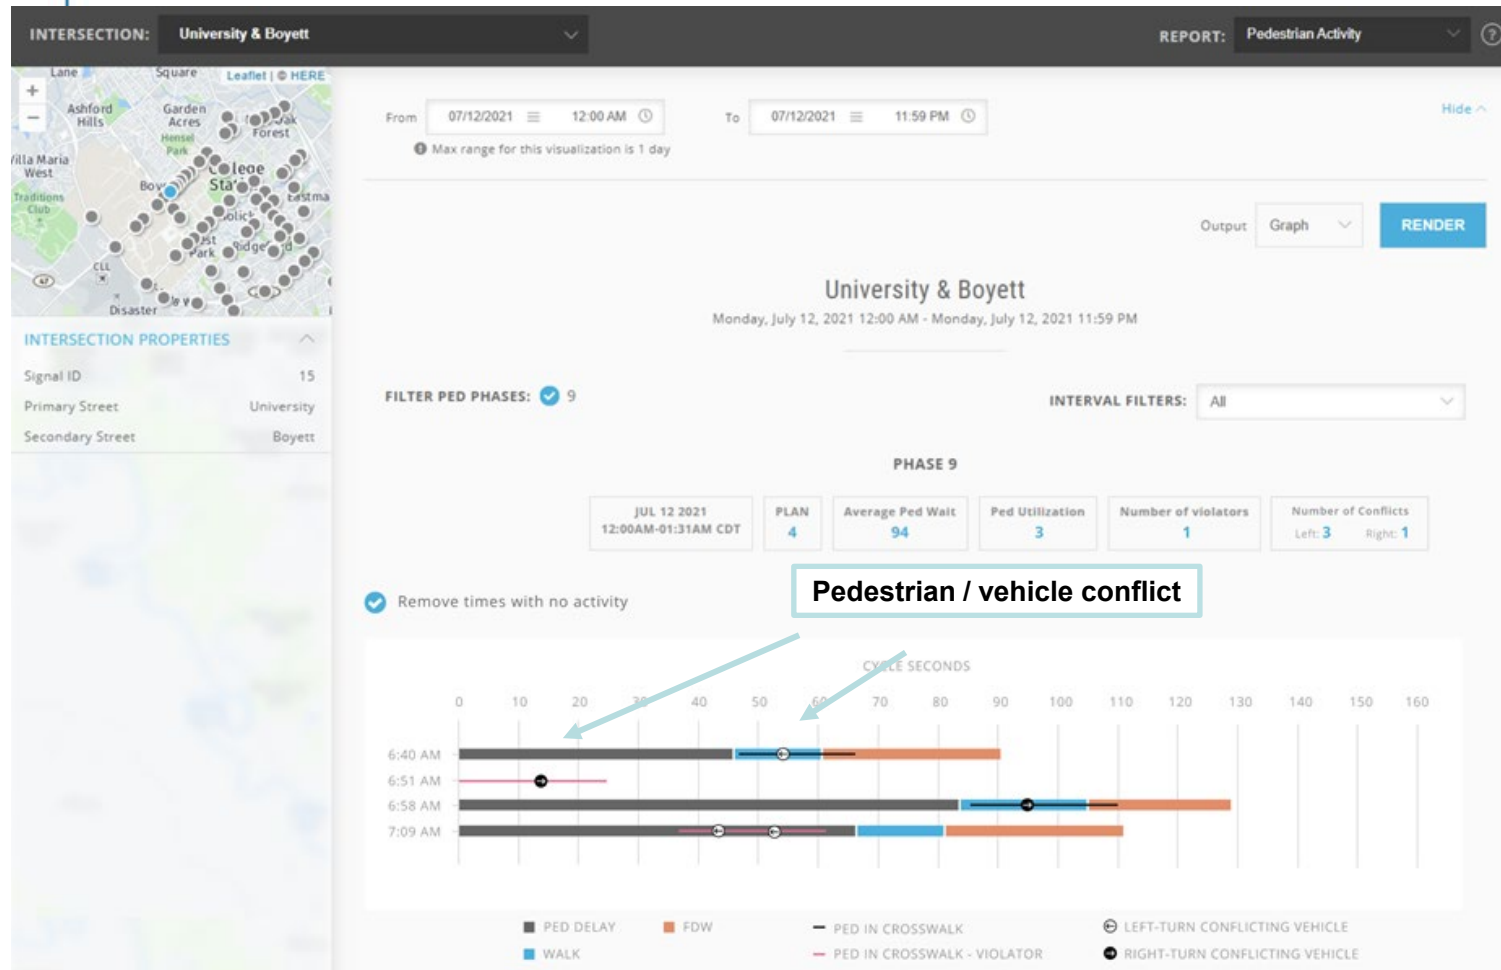 INTERSECTION: University & Boyett REPORT: Pedestrian Activity ?
Lane Square Leaflet | © HERE
+
−
Ashford Hills
Garden Acres
Forest
Hensel Park
Villa Maria West
College
Traditions Club
Park
CLL
47
Disaster
From 07/12/2021 12:00 AM To 07/12/2021 11:59 PM Hide
Max range for this visualization is 1 day
Output Graph RENDER
University & Boyett
Monday, July 12, 2021 12:00 AM - Monday, July 12, 2021 11:59 PM
INTERSECTION PROPERTIES
Signal ID 15
Primary Street University
Secondary Street Boyett
FILTER PED PHASES: 9 INTERVAL FILTERS: All
PHASE 9
JUL 12 2021
12:00AM-01:31AM CDT
PLAN
4
Average Ped Wait
94
Ped Utilization
3
Number of violators
1
Number of Conflicts
Left: 3 Right: 1
Pedestrian / vehicle conflict
Remove times with no activity
CYCLE SECONDS
0 10 20 30 40 50 60 70 80 90 100 110 120 130 140 150 160
6:40 AM
6:51 AM
6:58 AM
7:09 AM
PED DELAY FDW PED IN CROSSWALK LEFT-TURN CONFLICTING VEHICLE
WALK PED IN CROSSWALK - VIOLATOR RIGHT-TURN CONFLICTING VEHICLE